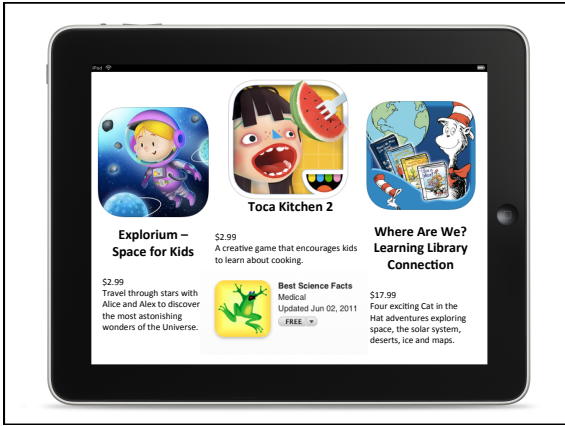 iPad
Toca Kitchen 2
$2.99
A creative game that encourages kids
to learn about cooking.
Explorium –
Space for Kids
$2.99
Travel through stars with
Alice and Alex to discover
the most astonishing
wonders of the Universe.
Best Science Facts
Medical
Updated Jun 02, 2011
FREE
Where Are We?
Learning Library
Connection
$17.99
Four exciting Cat in the
Hat adventures exploring
space, the solar system,
deserts, ice and maps.